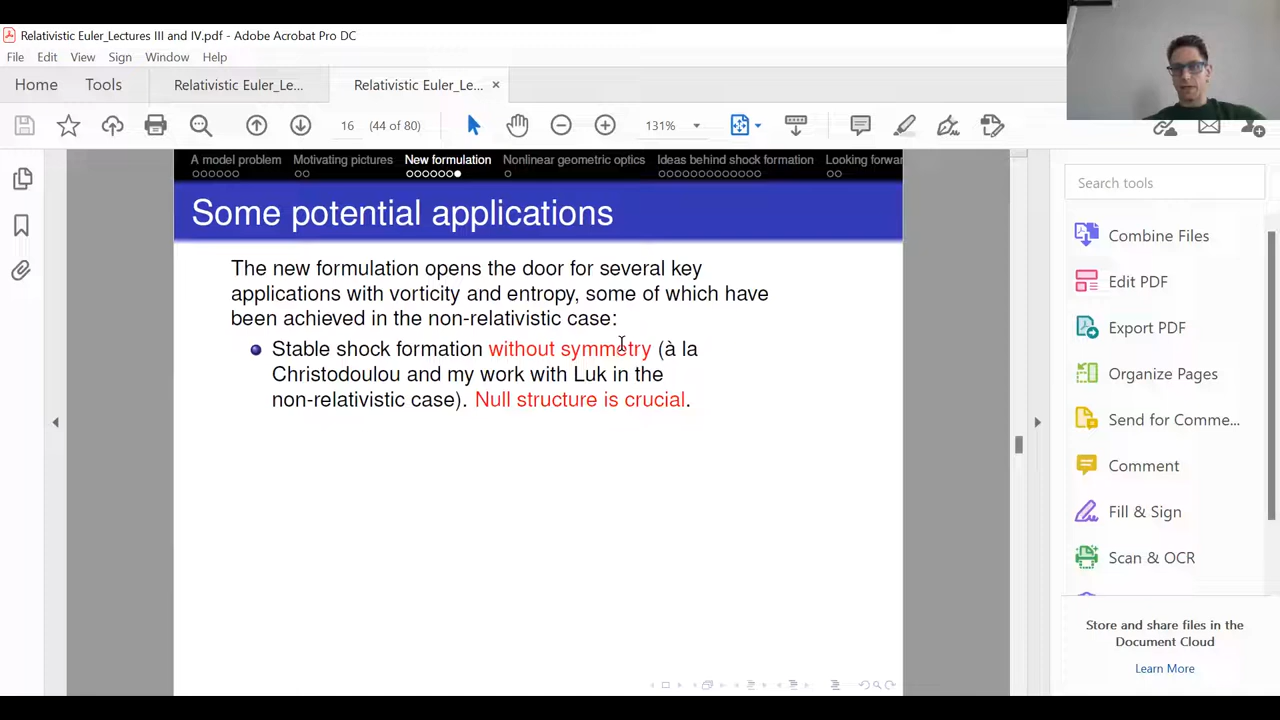 Relativistic Euler_Lectures III and IV.pdf - Adobe Acrobat Pro DC
File Edit View Sign Window Help
Home Tools Relativistic Euler_Le... Relativistic Euler_Le... ×
16 (44 of 80) 131%
A model problem Motivating pictures New formulation Nonlinear geometric optics Ideas behind shock formation Looking forwar
Some potential applications
The new formulation opens the door for several key
applications with vorticity and entropy, some of which have
been achieved in the non-relativistic case:
Stable shock formation without symmetry (à la
Christodoulou and my work with Luk in the
non-relativistic case). Null structure is crucial.
Search tools
Combine Files
Edit PDF
Export PDF
Organize Pages
Send for Comme...
Comment
Fill & Sign
Scan & OCR
Store and share files in the
Document Cloud
Learn More